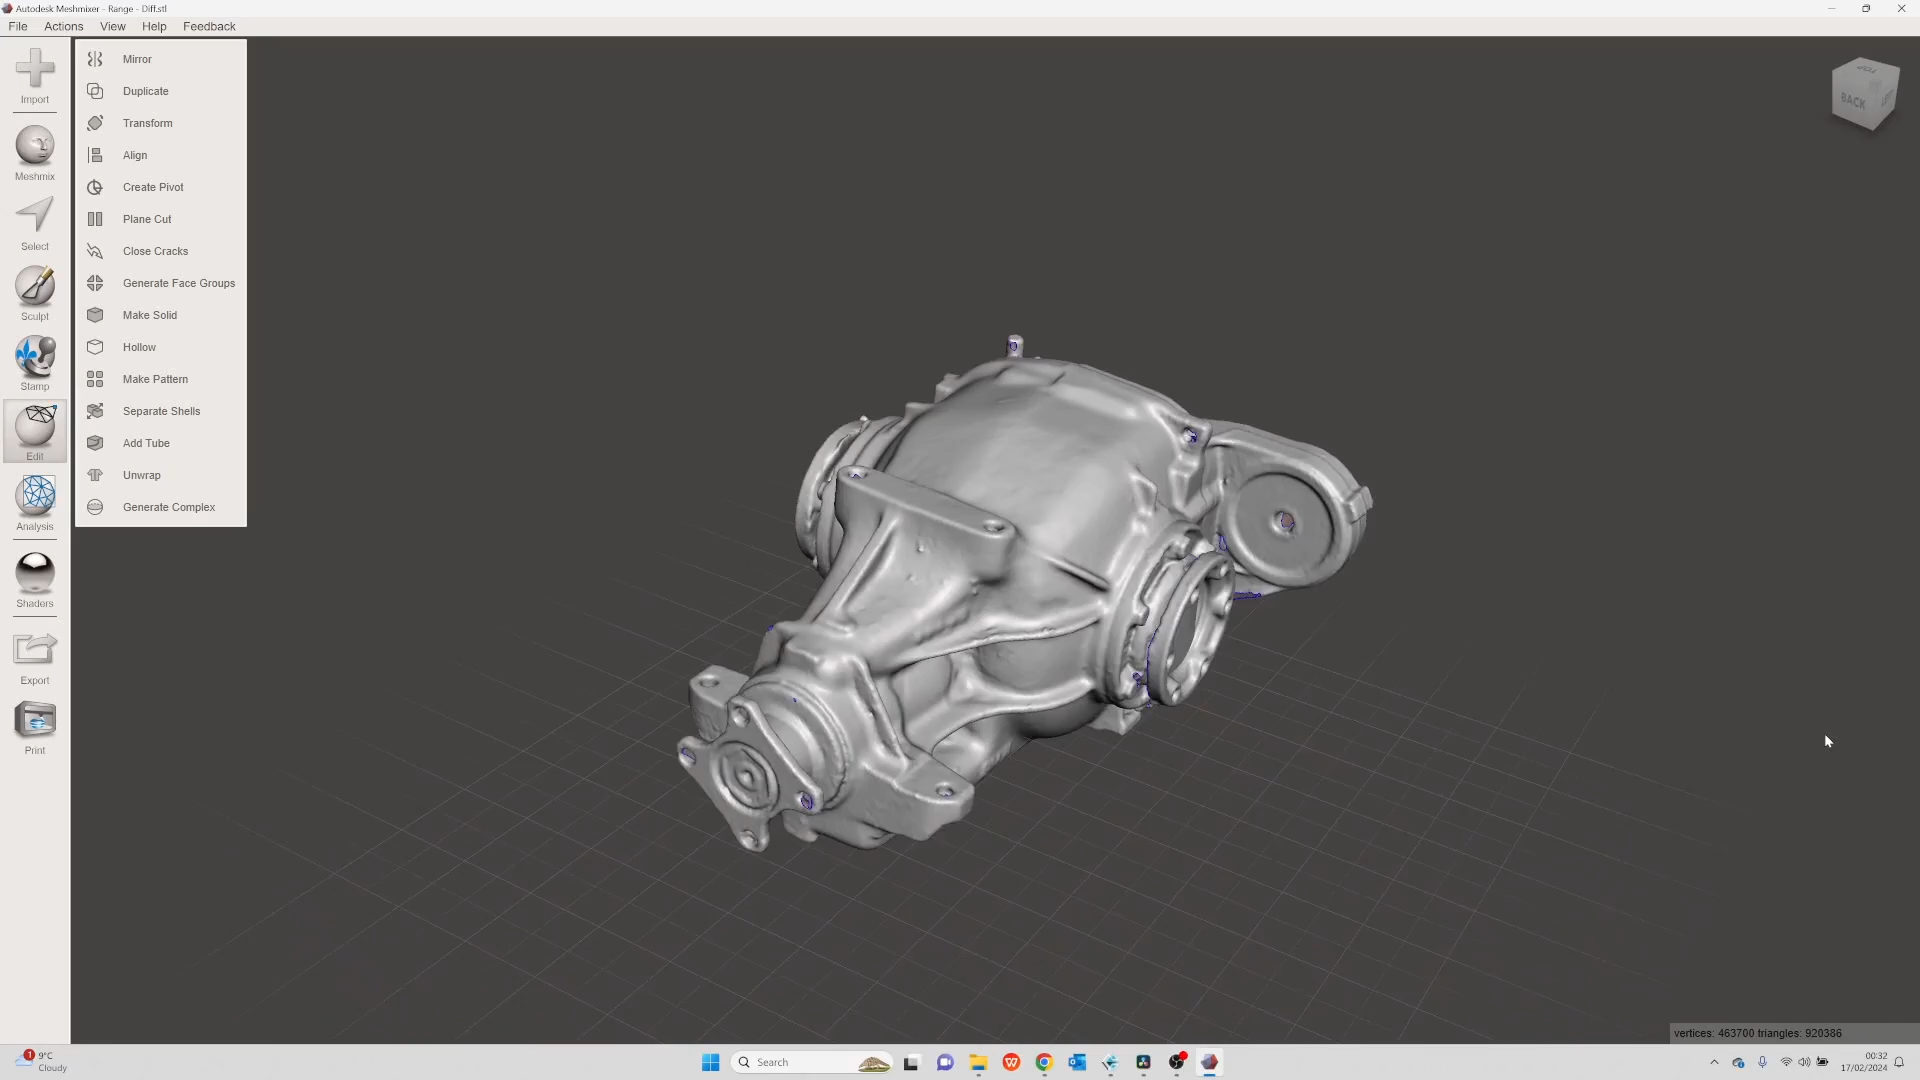 Autodesk Meshmixer - Range - Diff.stl
File Actions View Help Feedback
Import
Meshmix
Select
Sculpt
Stamp
Edit
Analysis
Shaders
Export
Print
Mirror
Duplicate
Transform
Align
Create Pivot
Plane Cut
Close Cracks
Generate Face Groups
Make Solid
Hollow
Make Pattern
Separate Shells
Add Tube
Unwrap
Generate Complex
TOP
BACK
LEFT
vertices: 463700 triangles: 920386
1
9°C
Cloudy
Search
00:32
17/02/2024